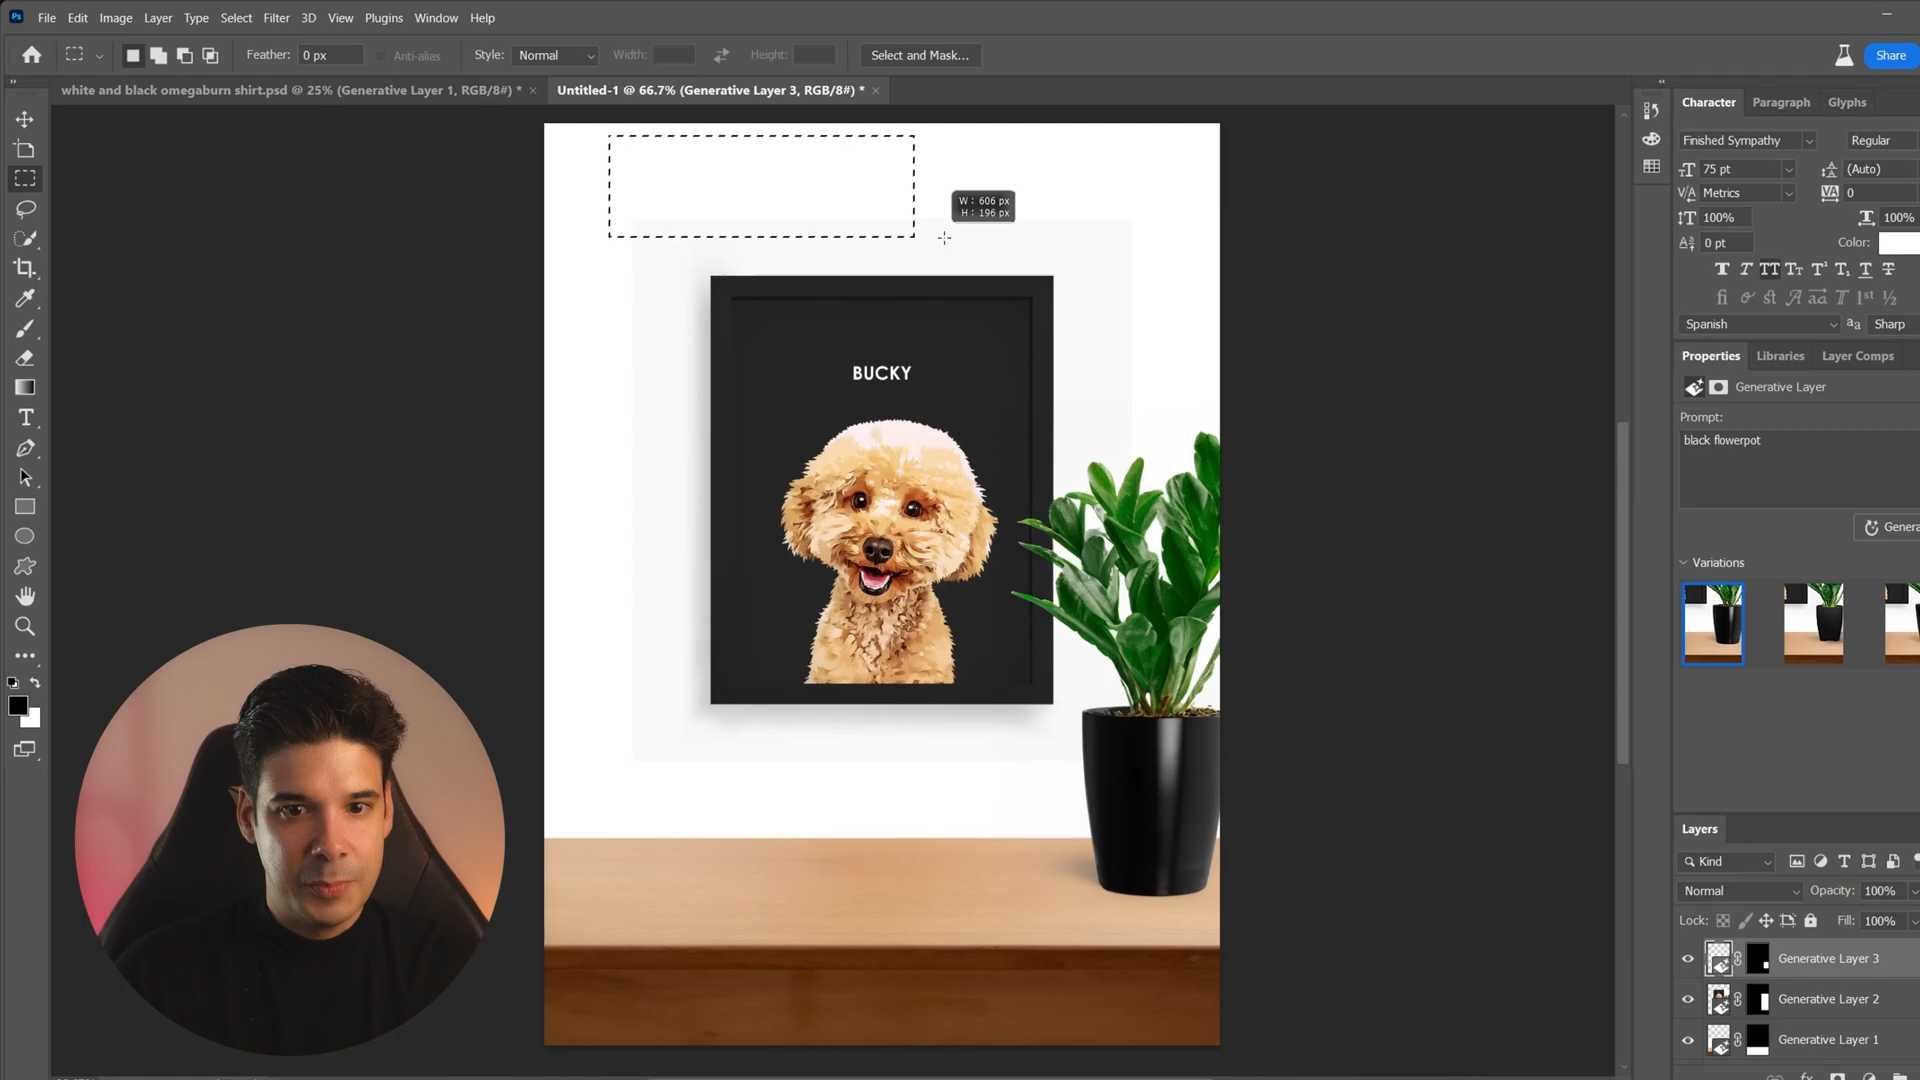 Ps File Edit Image Layer Type Select Filter 3D View Plugins Window Help
Feather: 0 px Anti-alias Style: Normal Width: Height: Select and Mask... Share
white and black omegaburn shirt.psd @ 25% (Generative Layer 1, RGB/8#) * Untitled-1 @ 66.7% (Generative Layer 3, RGB/8#) *
W: 606 px
H: 196 px
BUCKY
Character Paragraph Glyphs
Finished Sympathy Regular
75 pt (Auto)
Metrics 0
100% 100%
0 pt Color:
Spanish Sharp
Properties Libraries Layer Comps
Generative Layer
Prompt:
black flowerpot
Genera
Variations
Layers
Kind
Normal Opacity: 100%
Lock: Fill: 100%
Generative Layer 3
Generative Layer 2
Generative Layer 1